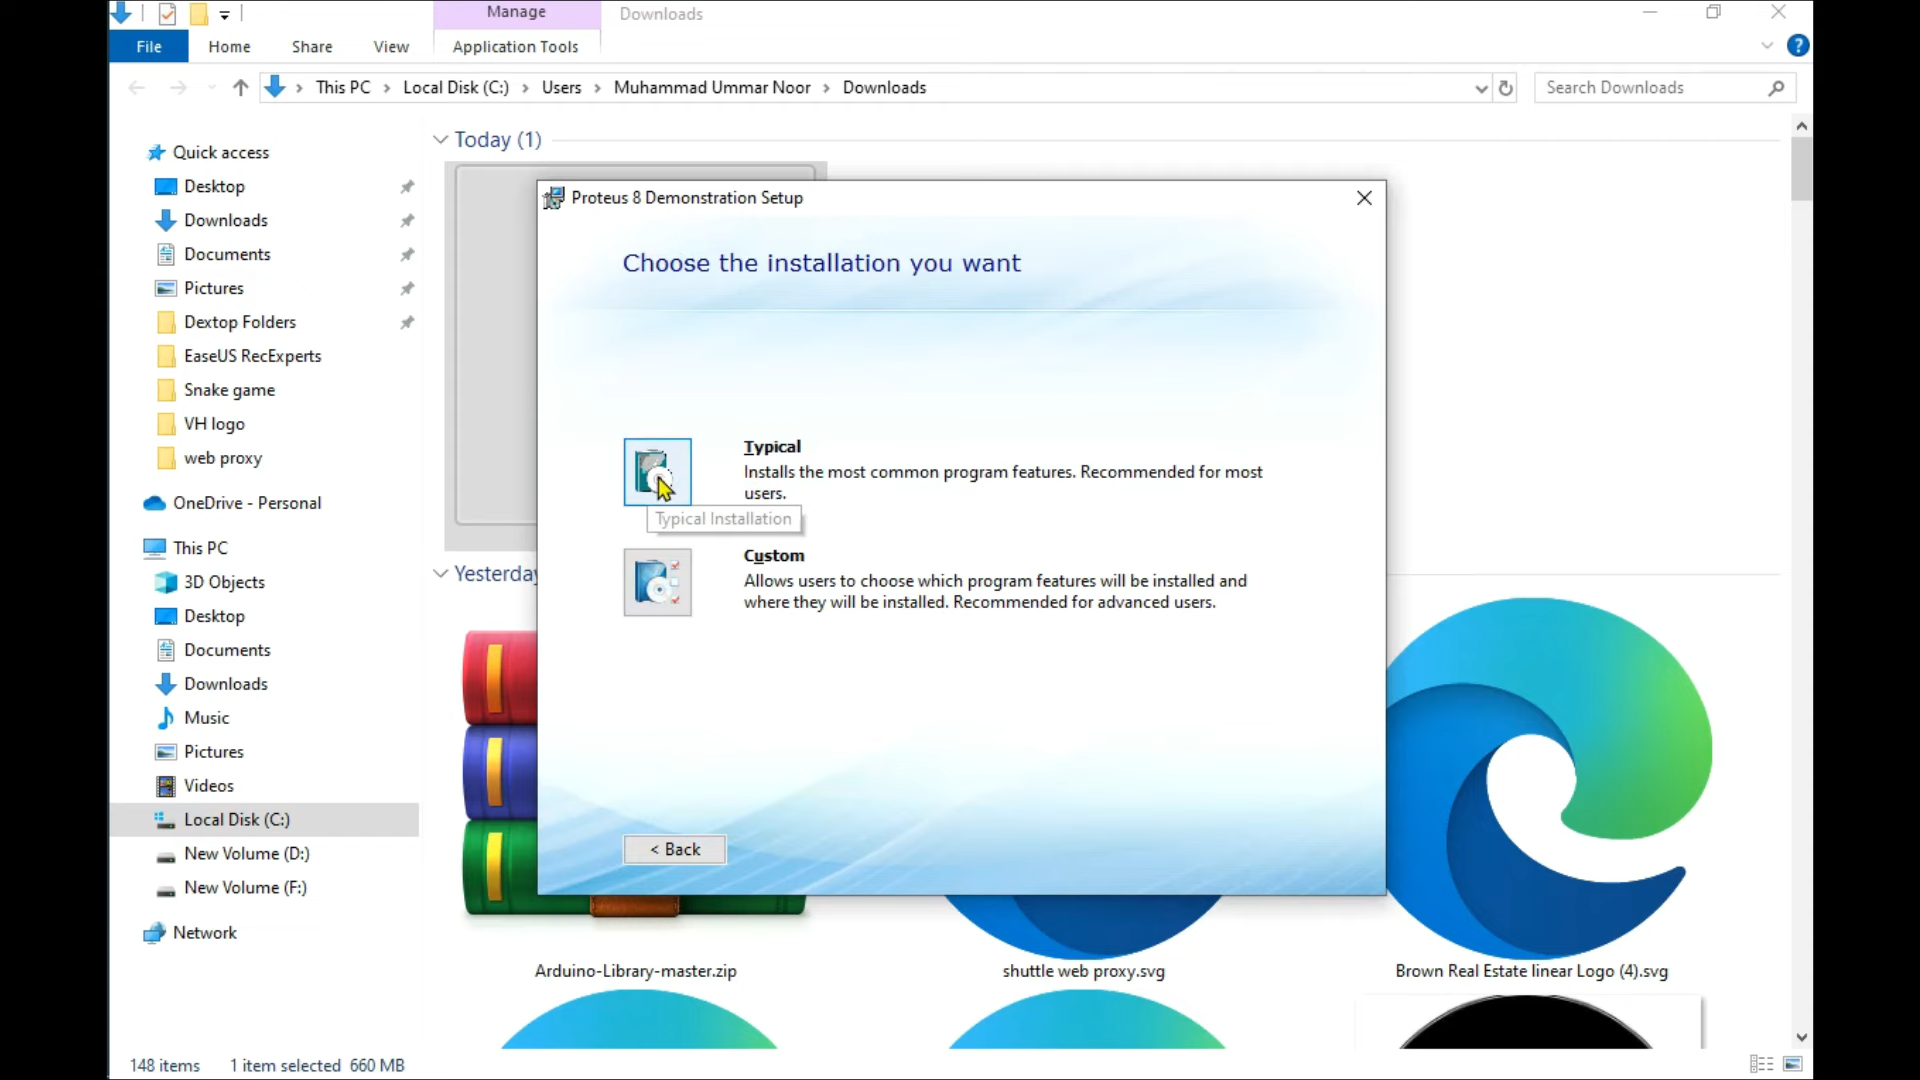 Manage
Downloads
File
Home
Share
View
Application Tools
This PC > Local Disk (C:) > Users > Muhammad Ummar Noor > Downloads
Search Downloads
Quick access
Desktop
Downloads
Documents
Pictures
Dextop Folders
EaseUS RecExperts
Snake game
VH logo
web proxy
OneDrive - Personal
This PC
3D Objects
Desktop
Documents
Downloads
Music
Pictures
Videos
Local Disk (C:)
New Volume (D:)
New Volume (F:)
Network
Today (1)
Proteus 8 Demonstration Setup
Choose the installation you want
Typical
Installs the most common program features. Recommended for most
users.
Typical Installation
Custom
Allows users to choose which program features will be installed and
where they will be installed. Recommended for advanced users.
< Back
Yesterday
Arduino-Library-master.zip
shuttle web proxy.svg
Brown Real Estate linear Logo (4).svg
148 items
1 item selected 660 MB